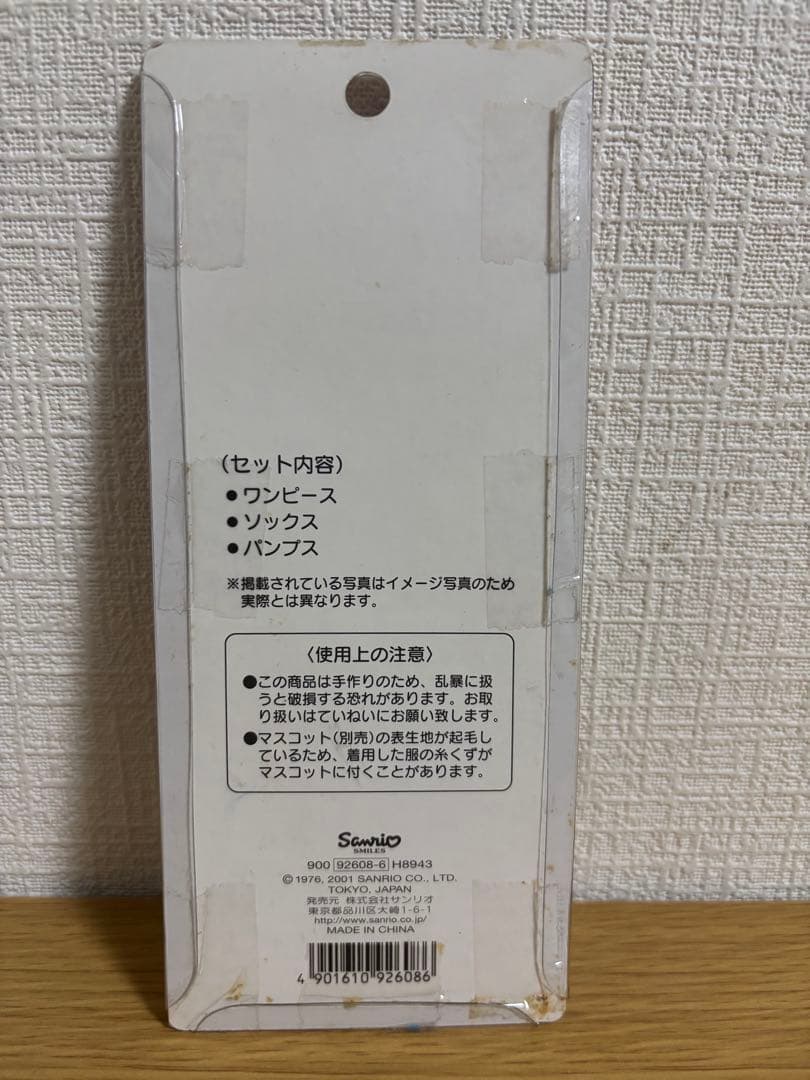 (セット内容)
●ワンピース
●ソックス
●パンプス
※掲載されている写真はイメージ写真のため
実際とは異なります。
〈使用上の注意〉
●この商品は手作りのため、乱暴に扱
うと破損する恐れがあります。お取
り扱いはていねいにお願い致します。
●マスコット(別売)の表生地が起毛し
ているため、着用した服の糸くずが
マスコットに付くことがあります。
Sanrio
SMILES
900 92608-6 H8943
©1976, 2001 SANRIO CO., LTD.
TOKYO, JAPAN
発売元 株式会社サンリオ
東京都品川区大崎1-6-1
http://www.sanrio.co.jp/
MADE IN CHINA
4 901610 926086